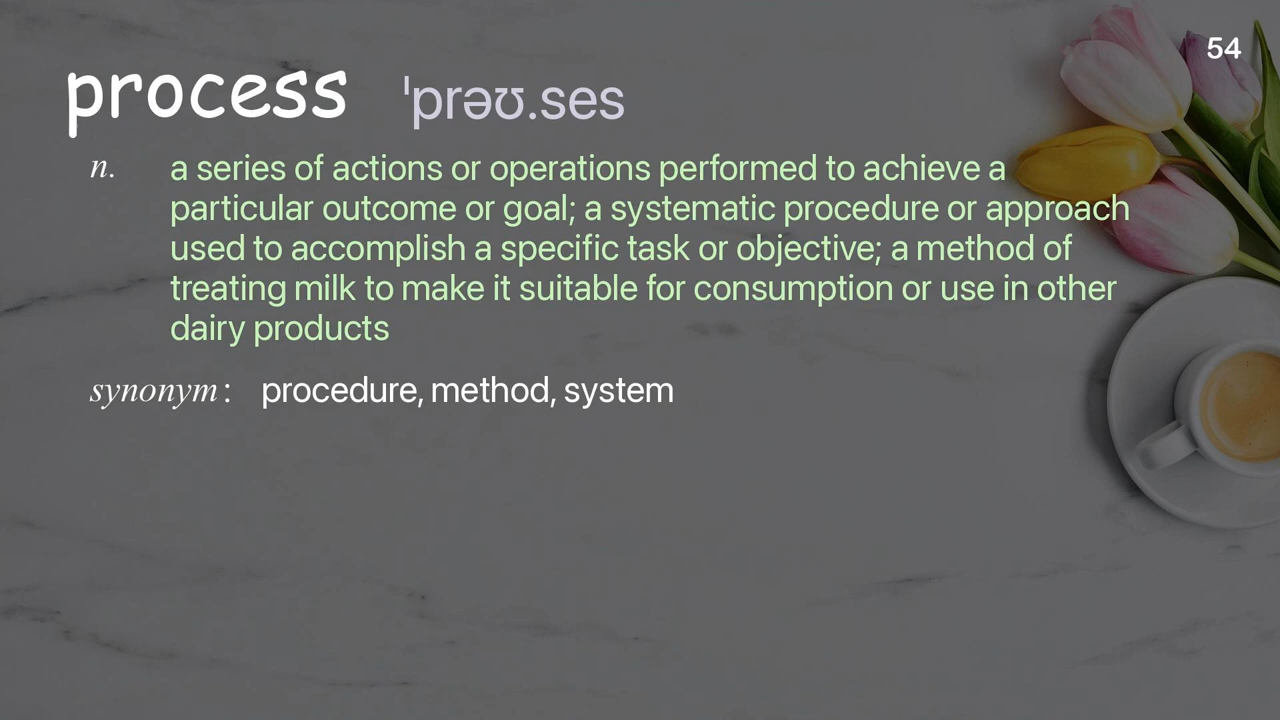 54
process ˈprəʊ.ses
n. a series of actions or operations performed to achieve a
particular outcome or goal; a systematic procedure or approach
used to accomplish a specific task or objective; a method of
treating milk to make it suitable for consumption or use in other
dairy products
synonym: procedure, method, system